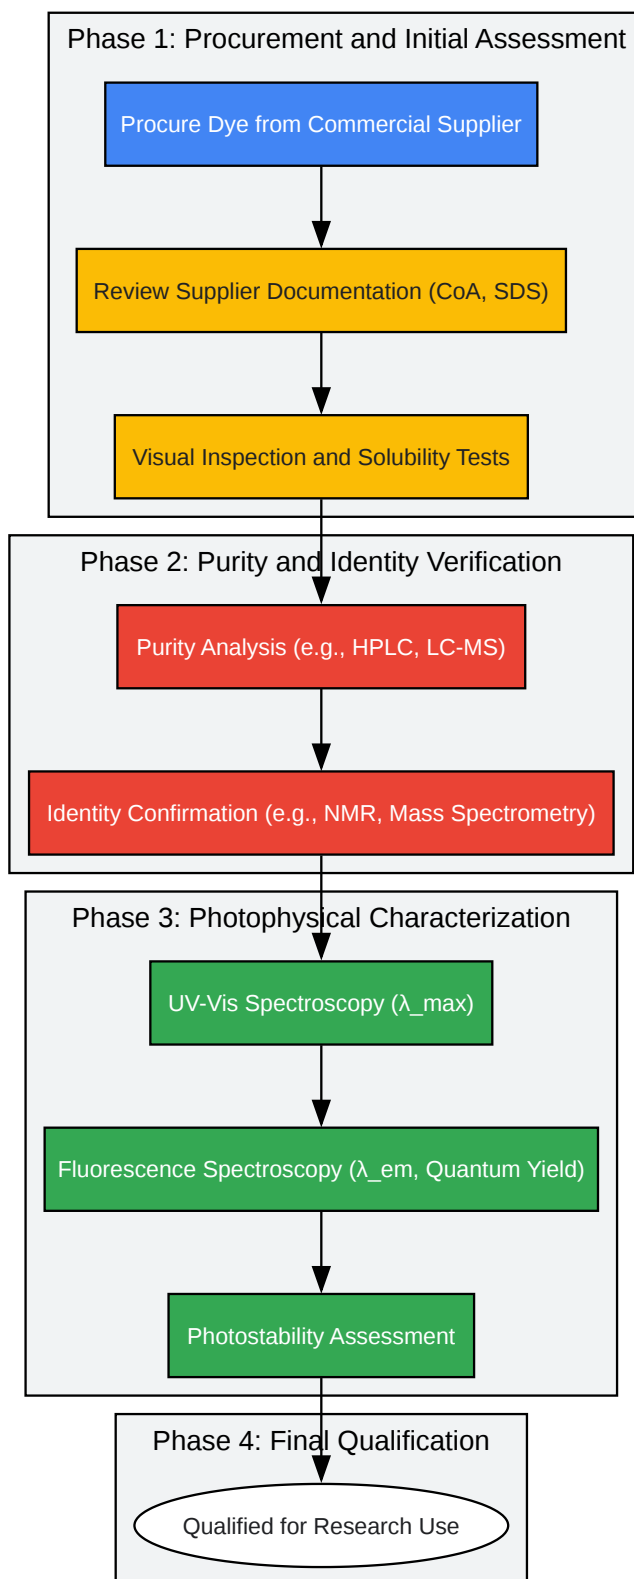 Phase 1: Procurement and Initial Assessment
Procure Dye from Commercial Supplier
Review Supplier Documentation (CoA, SDS)
Visual Inspection and Solubility Tests
Phase 2: Purity and Identity Verification
Purity Analysis (e.g., HPLC, LC-MS)
Identity Confirmation (e.g., NMR, Mass Spectrometry)
Phase 3: Photophysical Characterization
UV-Vis Spectroscopy (λ_max)
Fluorescence Spectroscopy (λ_em, Quantum Yield)
Photostability Assessment
Phase 4: Final Qualification
Qualified for Research Use